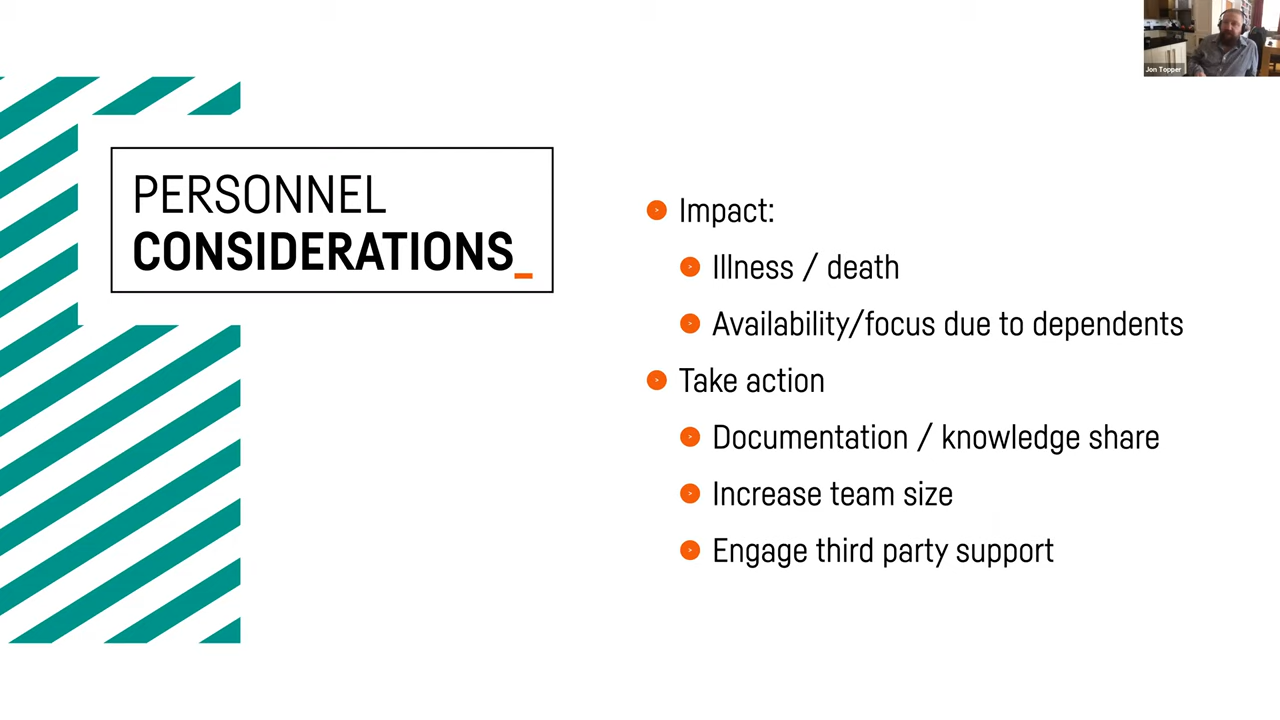 Jon Topper
PERSONNEL
CONSIDERATIONS_
Impact:
Illness / death
Availability/focus due to dependents
Take action
Documentation / knowledge share
Increase team size
Engage third party support